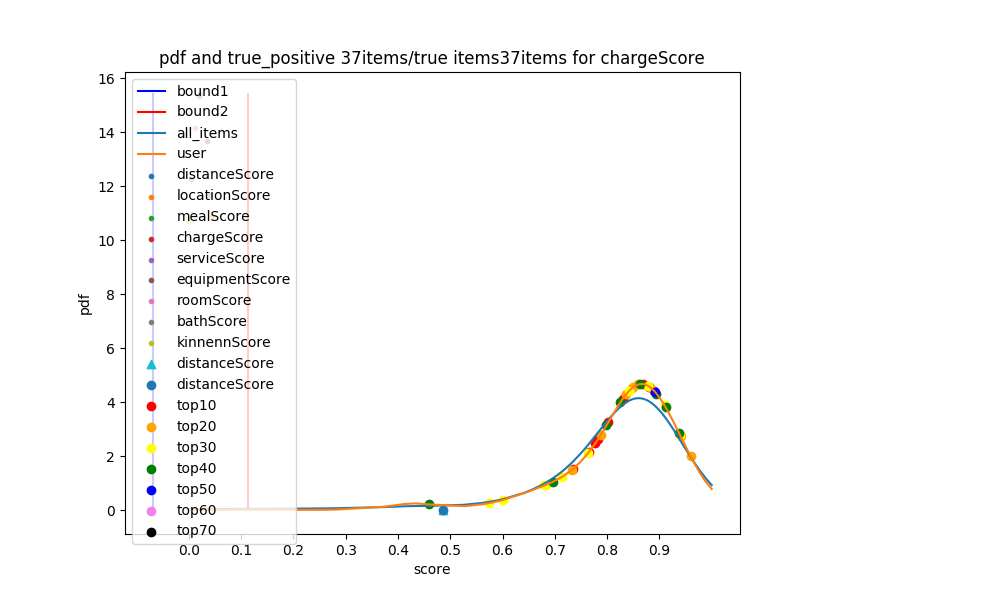 pdf and true_positive 37items/true items37items for chargeScore
16
14
12
10
8
6
4
2
0
pdf
bound1
bound2
all_items
user
distanceScore
locationScore
mealScore
chargeScore
serviceScore
equipmentScore
roomScore
bathScore
kinnennScore
distanceScore
distanceScore
top10
top20
top30
top40
top50
top60
top70
0.0 0.1 0.2 0.3 0.4 0.5 0.6 0.7 0.8 0.9
score